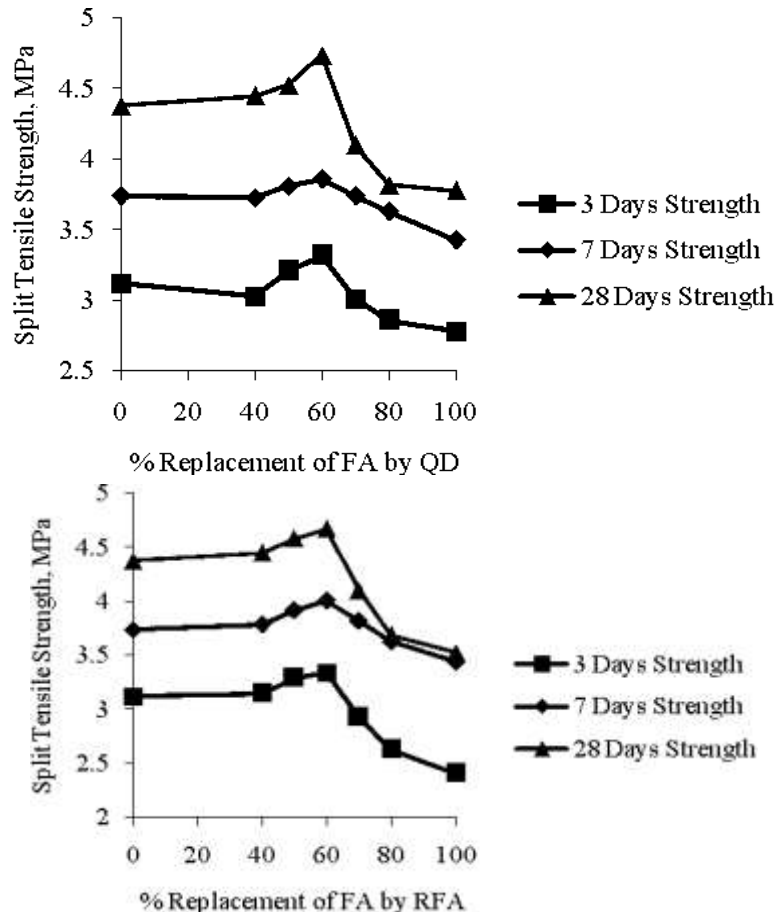 5
4.5
4
3.5
3
2.5
Split Tensile Strength, MPa
0 20 40 60 80 100
% Replacement of FA by QD
3 Days Strength
7 Days Strength
28 Days Strength
5
4.5
4
3.5
3
2.5
2
Split Tensile Strength, MPa
0 20 40 60 80 100
% Replacement of FA by RFA
3 Days Strength
7 Days Strength
28 Days Strength